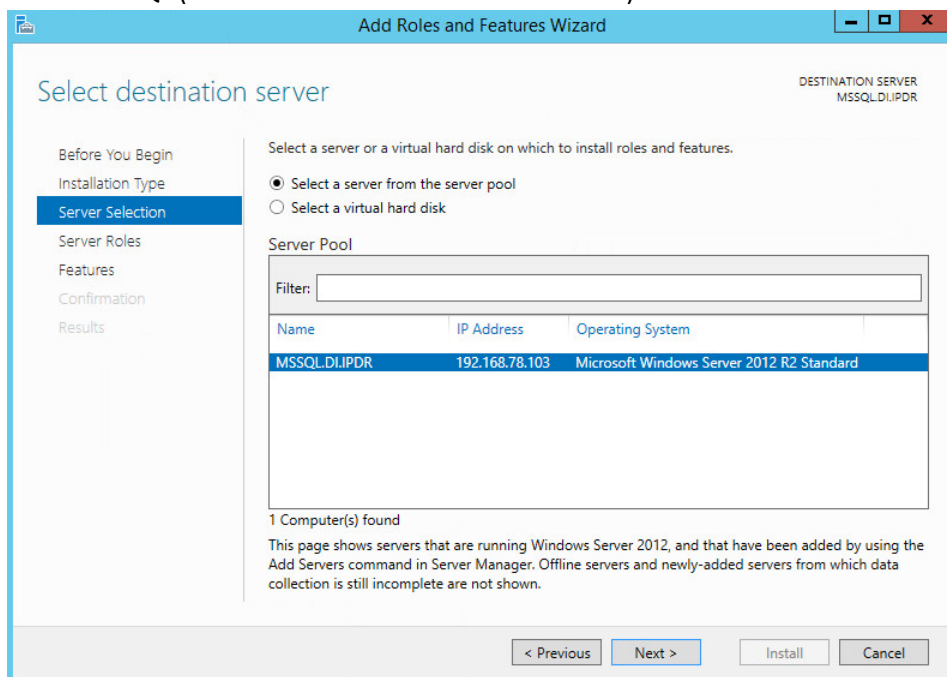 Add Roles and Features Wizard
Select destination server
DESTINATION SERVER
MSSQL.DI.IPDR
Before You Begin
Installation Type
Server Selection
Server Roles
Features
Confirmation
Results
Select a server or a virtual hard disk on which to install roles and features.
Select a server from the server pool
Select a virtual hard disk
Server Pool
Filter:
Name IP Address Operating System
MSSQL.DI.IPDR 192.168.78.103 Microsoft Windows Server 2012 R2 Standard
1 Computer(s) found
This page shows servers that are running Windows Server 2012, and that have been added by using the
Add Servers command in Server Manager. Offline servers and newly-added servers from which data
collection is still incomplete are not shown.
< Previous Next > Install Cancel